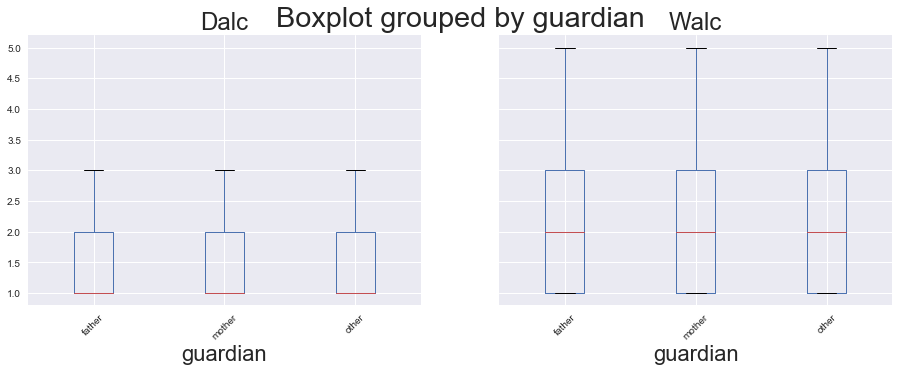 Boxplot grouped by guardian
Dalc
Walc
5.0
4.5
4.0
3.5
3.0
2.5
2.0
1.5
1.0
father
mother
other
guardian
father
mother
other
guardian